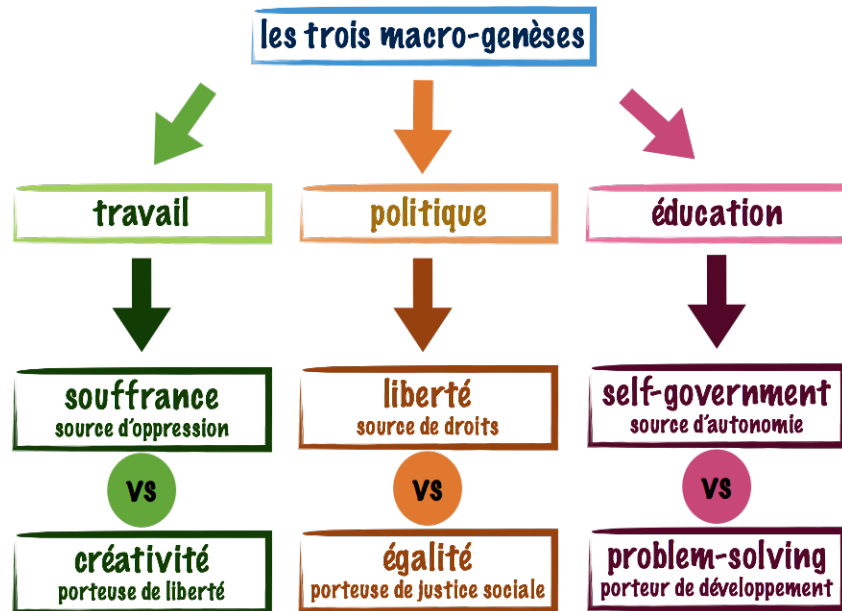 les trois macro-genèses
travail
politique
éducation
souffrance
source d'oppression
liberté
source de droits
self-government
source d'autonomie
vs
vs
vs
créativité
porteuse de liberté
égalité
porteuse de justice sociale
problem-solving
porteur de développement